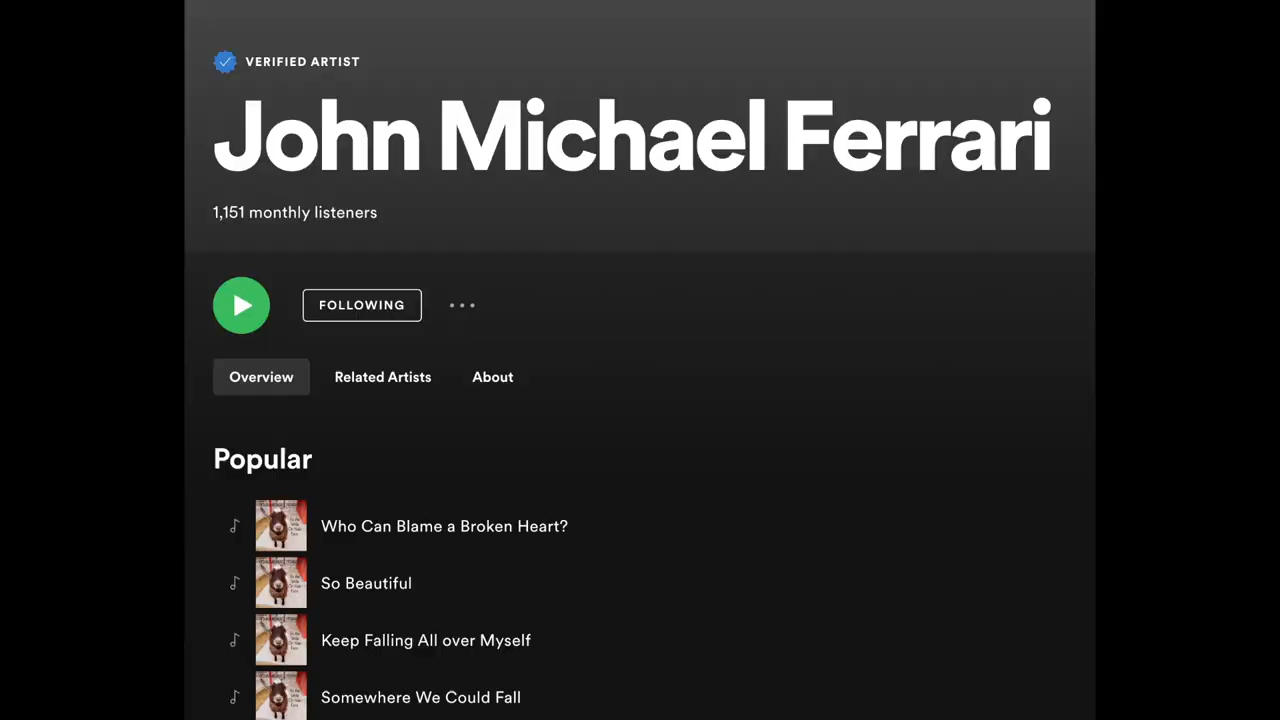 VERIFIED ARTIST
John Michael Ferrari
1,151 monthly listeners
FOLLOWING
Overview
Related Artists
About
Popular
Who Can Blame a Broken Heart?
So Beautiful
Keep Falling All over Myself
Somewhere We Could Fall